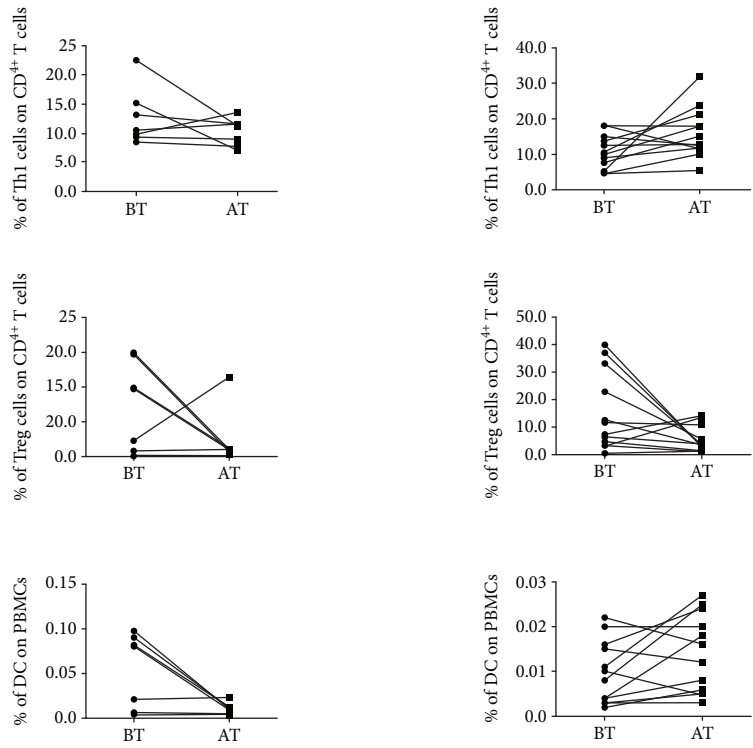 % of Th1 cells on CD4+ T cells
25
20.0
15.0
10.0
5.0
0.0
BT AT
% of Th1 cells on CD4+ T cells
40.0
30.0
20.0
10.0
0.0
BT AT
% of Treg cells on CD4+ T cells
25
20.0
15.0
20.0
0.0
BT AT
% of Treg cells on CD4+ T cells
50.0
40.0
30.0
20.0
10.0
0.0
BT AT
% of DC on PBMCs
0.15
0.10
0.05
0.0
BT AT
% of DC on PBMCs
0.03
0.02
0.01
0.0
BT AT